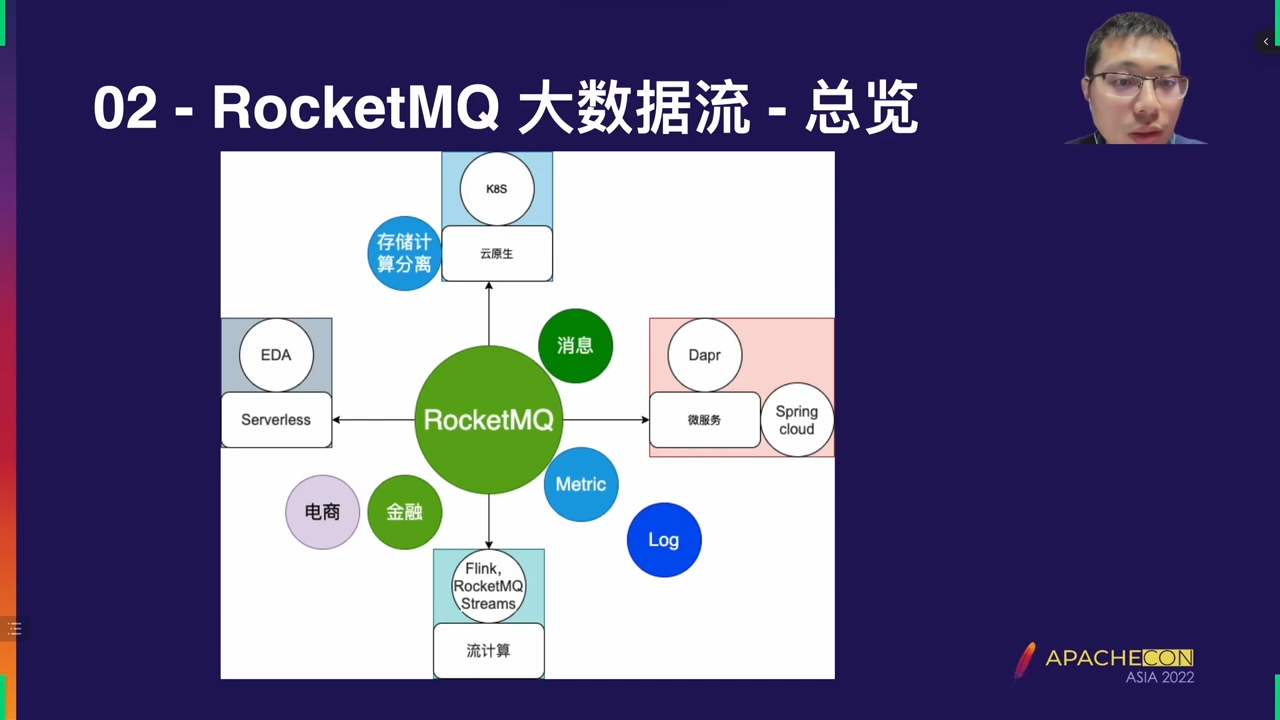 02 - RocketMQ 大数据流 - 总览
K8S
存储计
算分离
云原生
消息
EDA
Serverless
RocketMQ
Dapr
微服务
Spring
cloud
Metric
电商
金融
Log
Flink,
RocketMQ
Streams
流计算
APACHECON
ASIA 2022